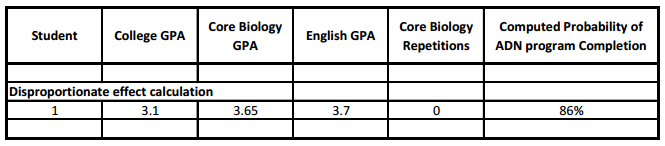 Student College GPA Core Biology GPA English GPA Core Biology Repetitions Computed Probability of ADN program Completion
Disproportionate effect calculation
1 3.1 3.65 3.7 0 86%